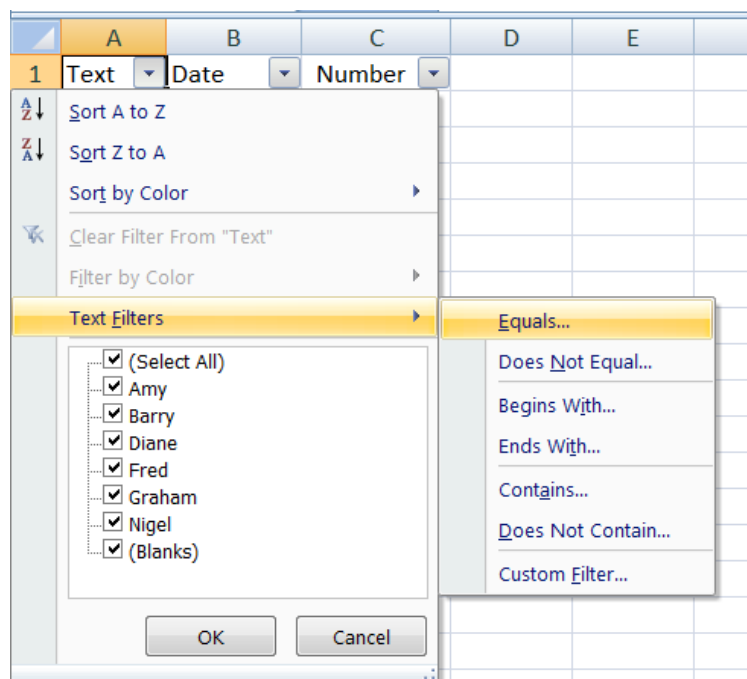 A B C D E
1 Text Date Number
Sort A to Z
Sort Z to A
Sort by Color
Clear Filter From "Text"
Filter by Color
Text Filters
(Select All)
Amy
Barry
Diane
Fred
Graham
Nigel
(Blanks)
OK Cancel
Equals...
Does Not Equal...
Begins With...
Ends With...
Contains...
Does Not Contain...
Custom Filter...